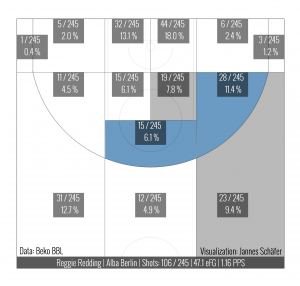 5 / 245
2.0 %
32 / 245
13.1 %
44 / 245
18.0 %
6 / 245
2.4 %
1 / 245
0.4 %
3 / 245
1.2 %
11 / 245
4.5 %
15 / 245
6.1 %
19 / 245
7.8 %
28 / 245
11.4 %
15 / 245
6.1 %
31 / 245
12.7 %
12 / 245
4.9 %
23 / 245
9.4 %
Data: Beko BBL
Visualization: Jannes Schäfer
Reggie Redding | Alba Berlin | Shots: 106 / 245 | 47.1 eFG | 1.16 PPS